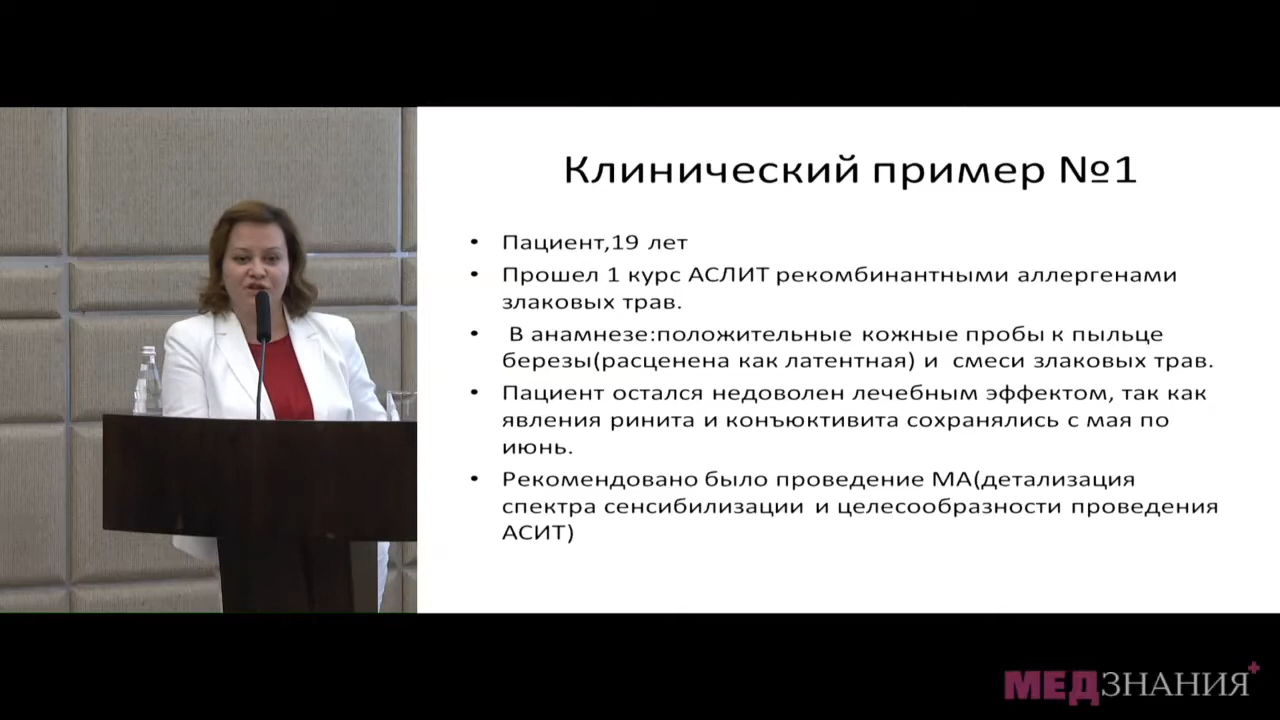 Клинический пример №1
• Пациент,19 лет
• Прошел 1 курс АСЛИТ рекомбинантными аллергенами
злаковых трав.
• В анамнезе:положительные кожные пробы к пыльце
березы(расценена как латентная) и смеси злаковых трав.
• Пациент остался недоволен лечебным эффектом, так как
явления ринита и конъюктивита сохранялись с мая по
июнь.
• Рекомендовано было проведение МА(детализация
спектра сенсибилизации и целесообразности проведения
АСИТ)
МЕДЗНАНИЯ+